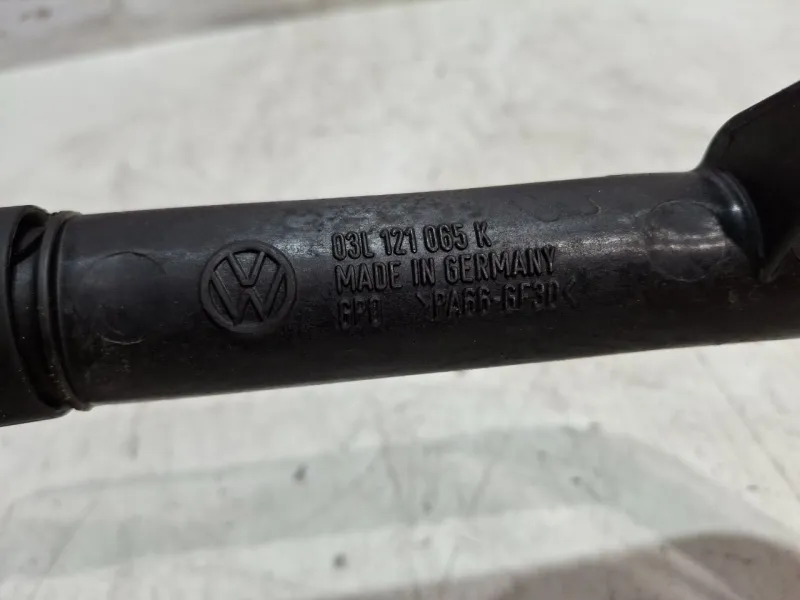 03L 121 065 K
MADE IN GERMANY
>PA66-GF30<